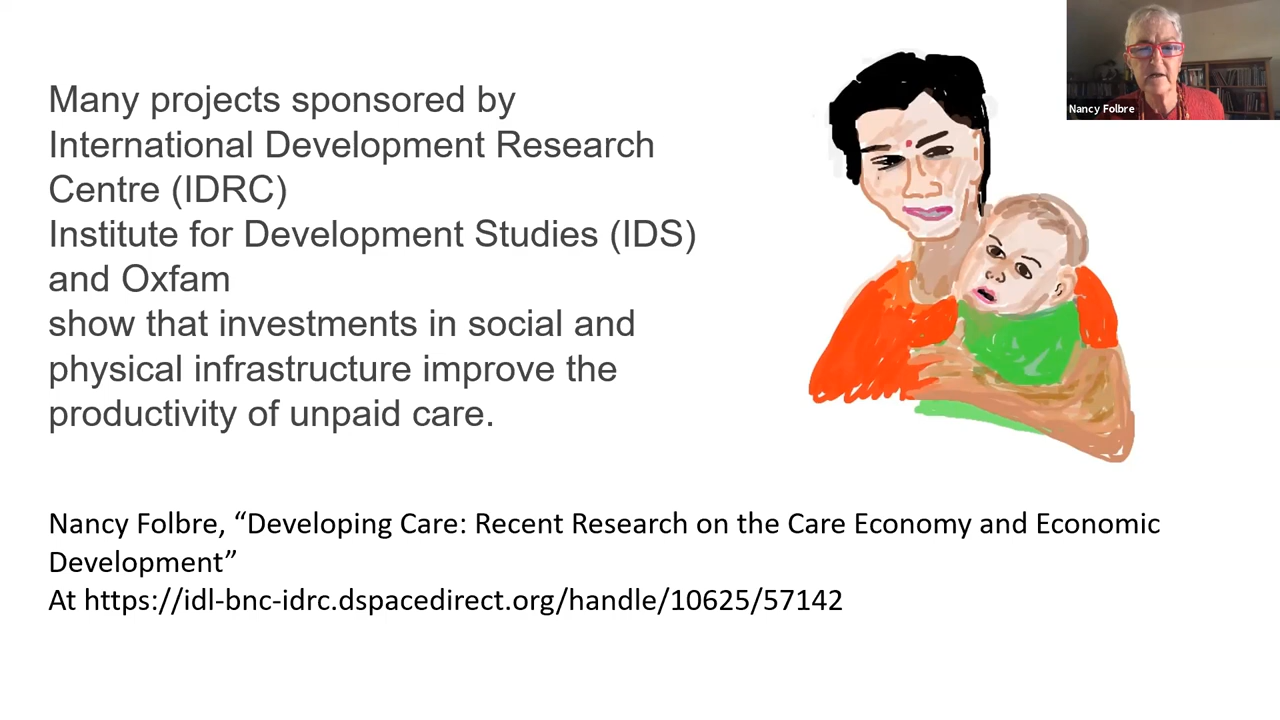 Many projects sponsored by
International Development Research
Centre (IDRC)
Institute for Development Studies (IDS)
and Oxfam
show that investments in social and
physical infrastructure improve the
productivity of unpaid care.
Nancy Folbre
Nancy Folbre, “Developing Care: Recent Research on the Care Economy and Economic
Development”
At https://idl-bnc-idrc.dspacedirect.org/handle/10625/57142